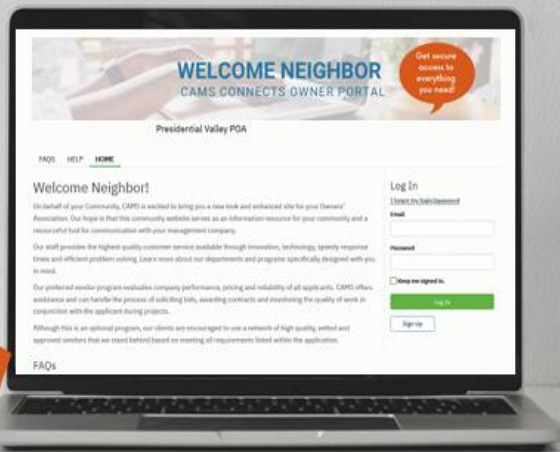 WELCOME NEIGHBOR
CAMS CONNECTS OWNER PORTAL
Get secure
access to
everything
you need!
Presidential Valley POA
FAQS HELP HOME
Welcome Neighbor!
On behalf of your Community, CAMS is excited to bring you a new look and enhanced site for your Owners'
Association. Our hope is that this community website serves as an information resource for your community and a
resourceful tool for communication with your management company.
Our staff provides the highest quality customer service available through innovation, technology, speedy response
times and efficient problem solving. Learn more about our departments and programs specifically designed with you
in mind.
Our preferred vendor program evaluates company performance, pricing and reliability of all applicants. CAMS offers
assistance and can handle the process of soliciting bids, awarding contracts and monitoring the quality of work in
conjunction with the applicant during projects.
Although this is an optional program, our clients are encouraged to use a network of high quality, vetted and
approved vendors that we stand behind based on meeting all requirements listed within the application.
FAQs
Log In
I forgot my login/password
Email
Password
Keep me signed in.
Log In
Sign Up